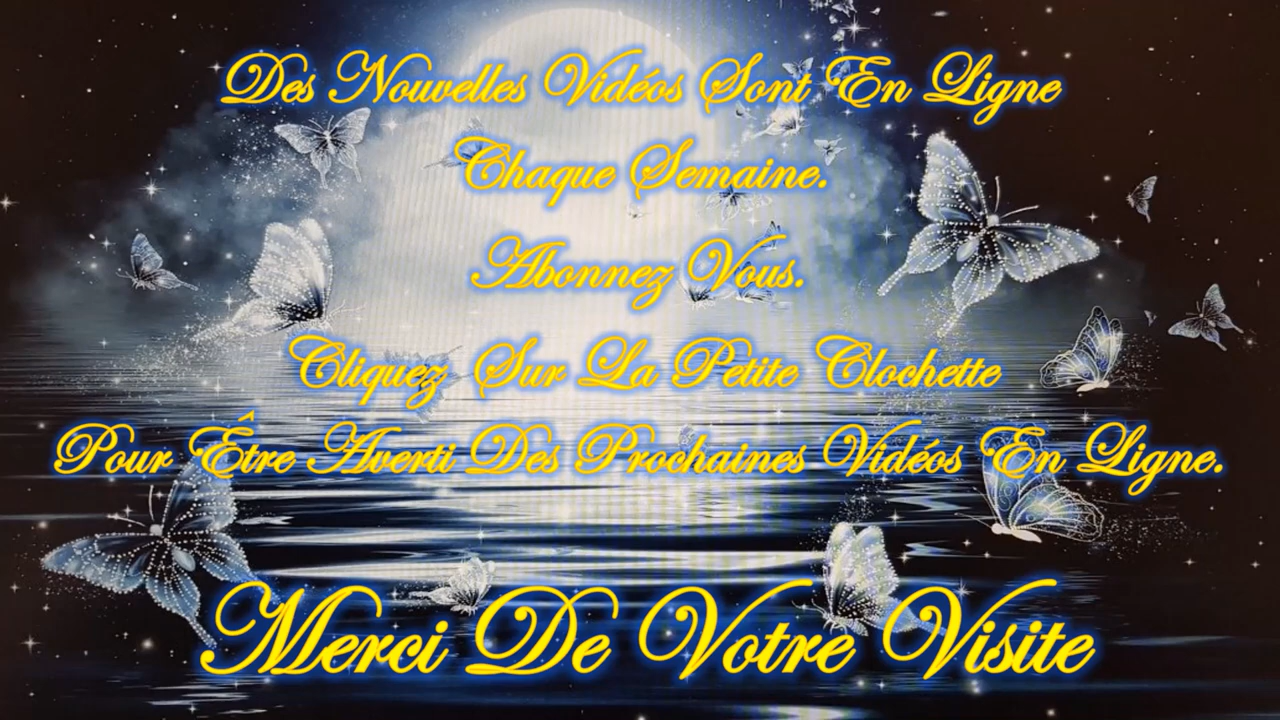 Des Nouvelles Vidéos Sont En Ligne
Chaque Semaine.
Abonnez Vous.
Cliquez Sur La Petite Clochette
Pour Être Averti Des Prochaines Vidéos En Ligne.
Merci De Votre Visite